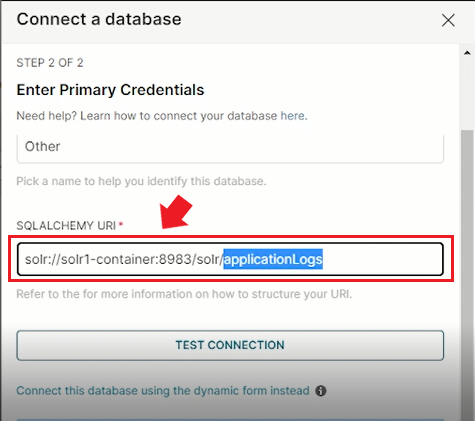 Connect a database
STEP 2 OF 2
Enter Primary Credentials
Need help? Learn how to connect your database here.
Other
Pick a name to help you identify this database.
SQLALCHEMY URI *
solr://solr1-container:8983/solr/applicationLogs
Refer to the for more information on how to structure your URI.
TEST CONNECTION
Connect this database using the dynamic form instead